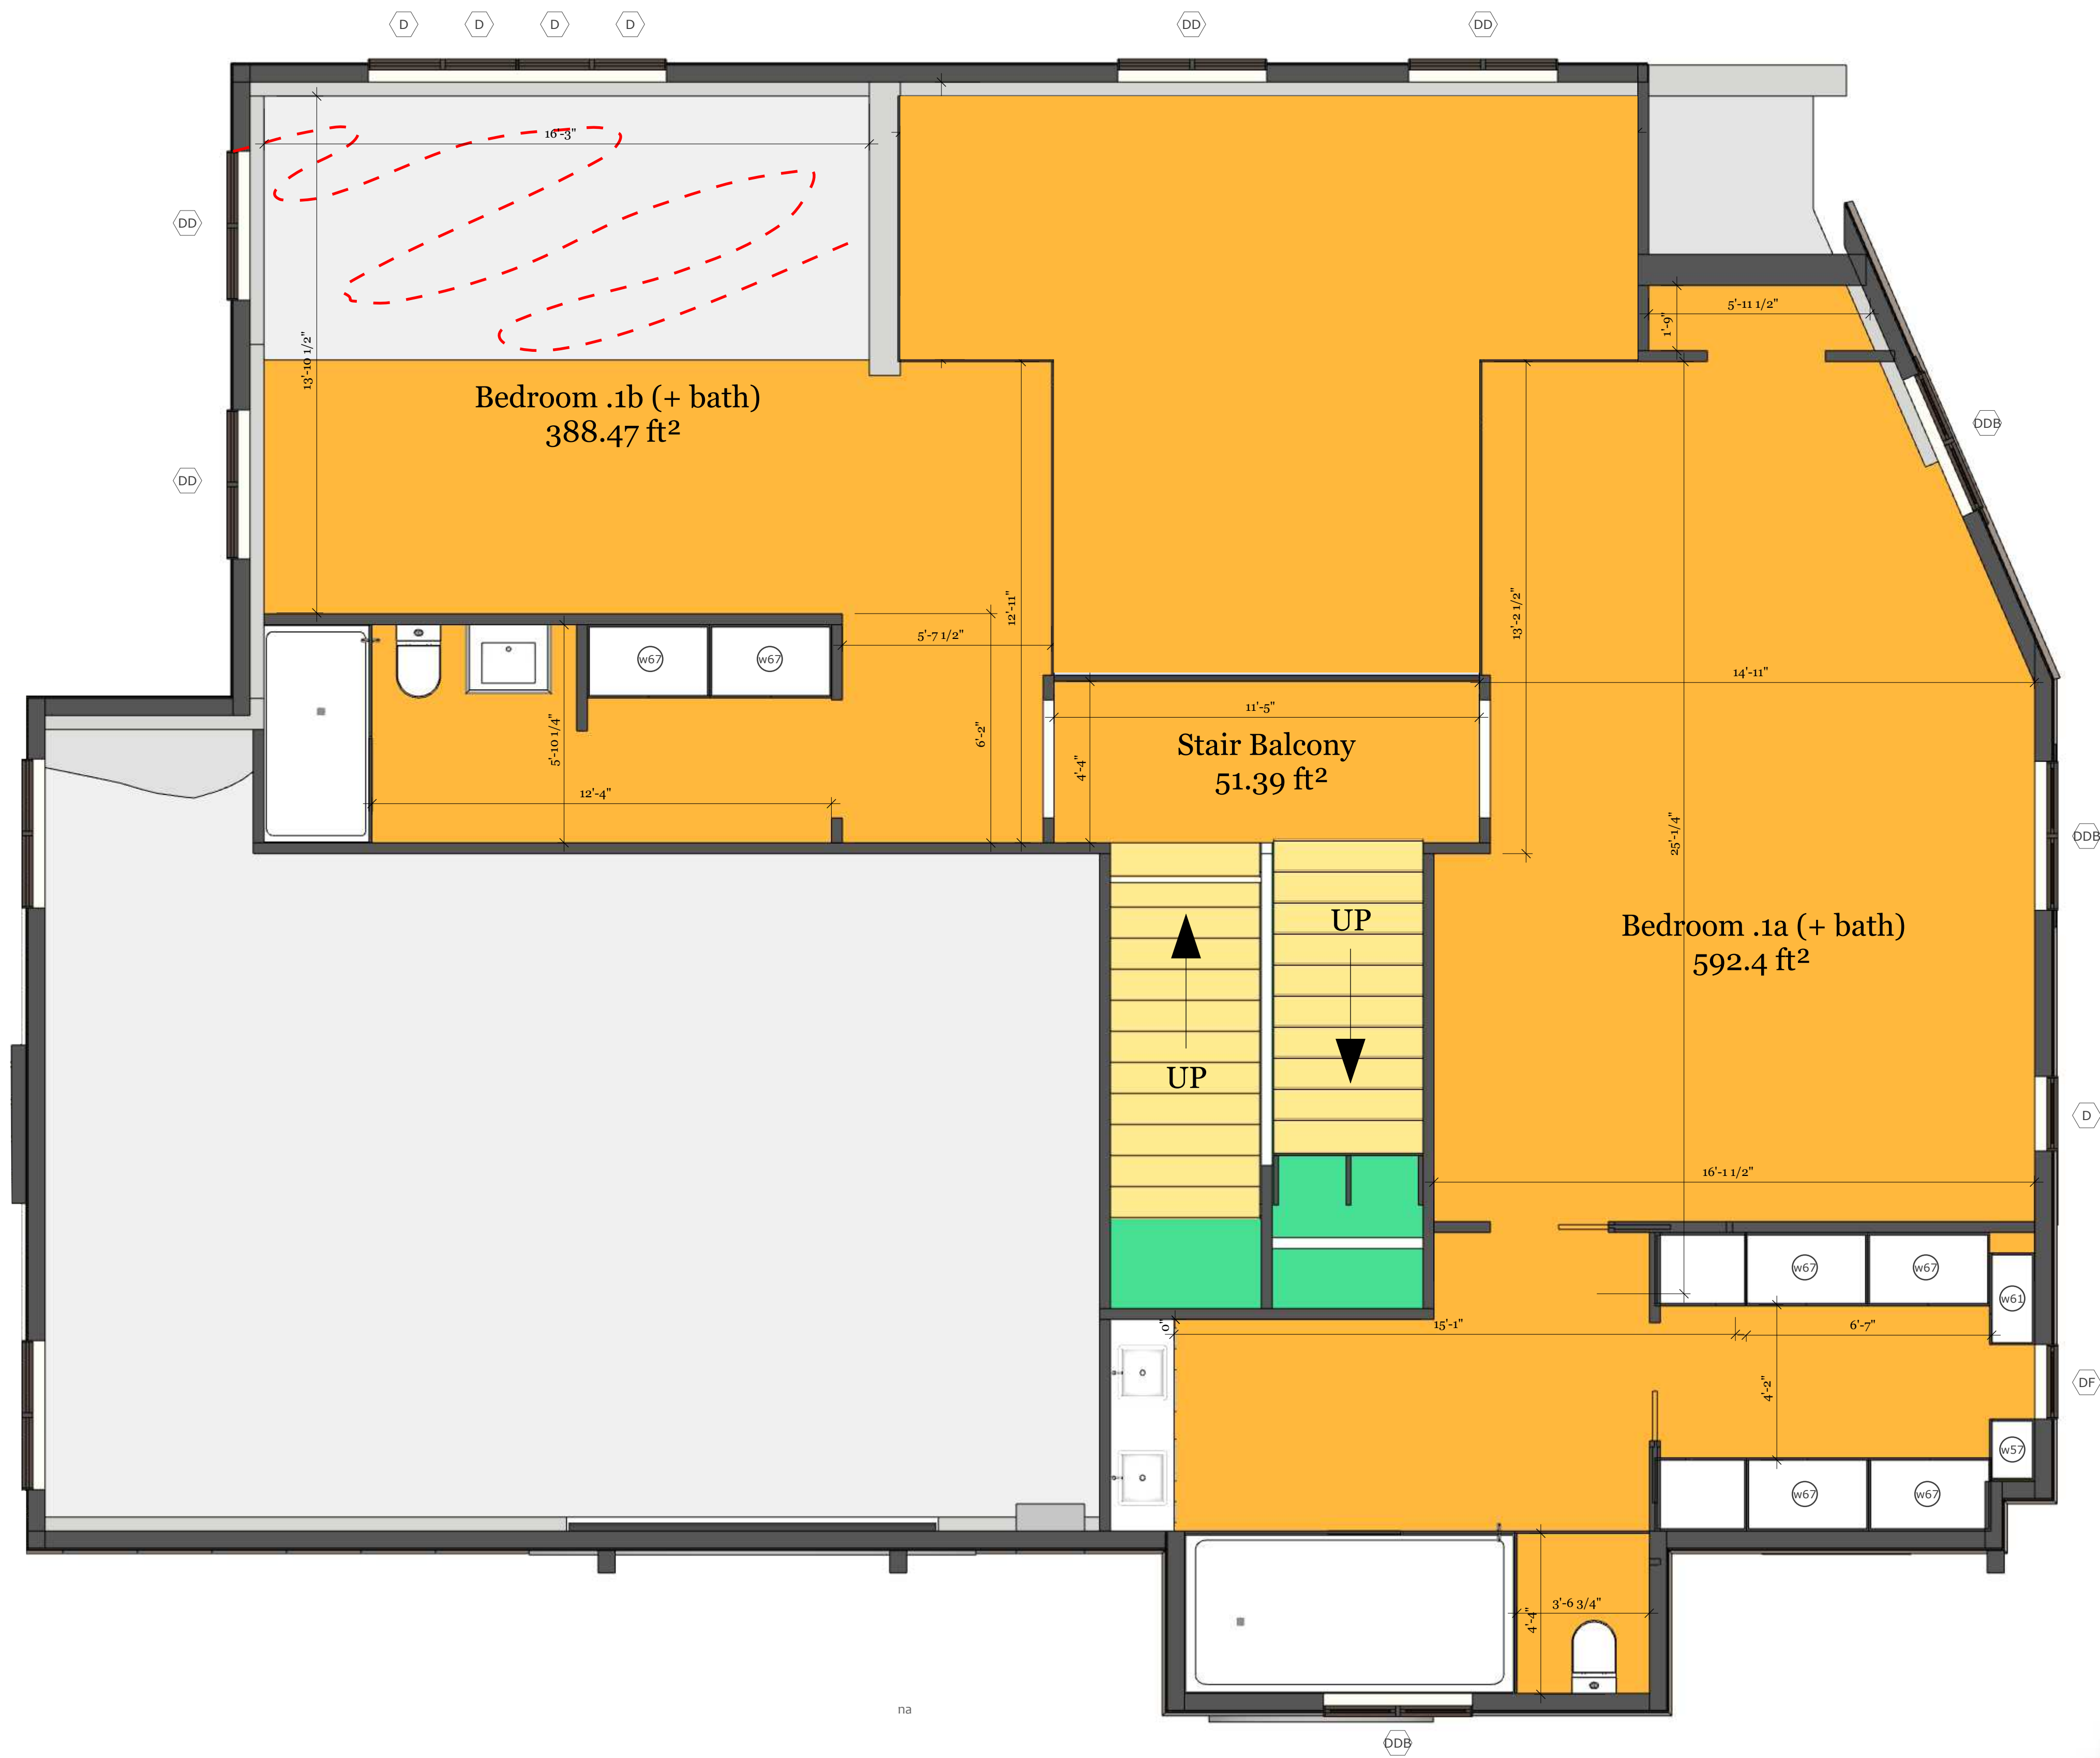 D D D D DD DD
16'-3"
DD
5'-11 1/2"
1'-9"
13'-10 1/2"
Bedroom .1b (+ bath)
388.47 ft²
DDB
DD
12'-11"
13'-2 1/2"
5'-7 1/2"
w67 w67
14'-11"
11'-5"
5'-10 1/4"
6'-2"
Stair Balcony
51.39 ft²
4'-4"
12'-4"
25'-1/4"
DDB
UP
Bedroom .1a (+ bath)
592.4 ft²
UP
D
16'-1 1/2"
w67 w67
w61
0"
15'-1"
6'-7"
4'-2"
DF
w57
w67 w67
3'-6 3/4"
4'-4"
na
DDB